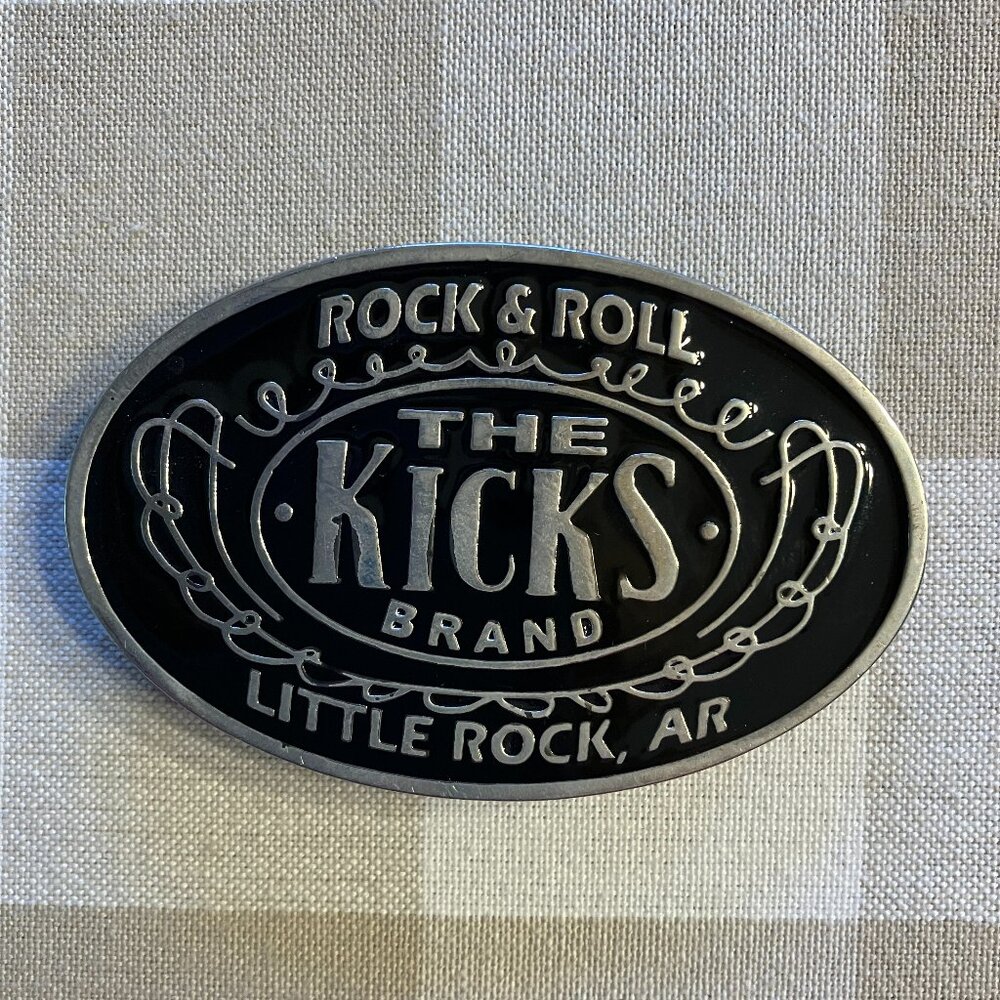 ROCK & ROLL
THE
KICKS
BRAND
LITTLE ROCK, AR